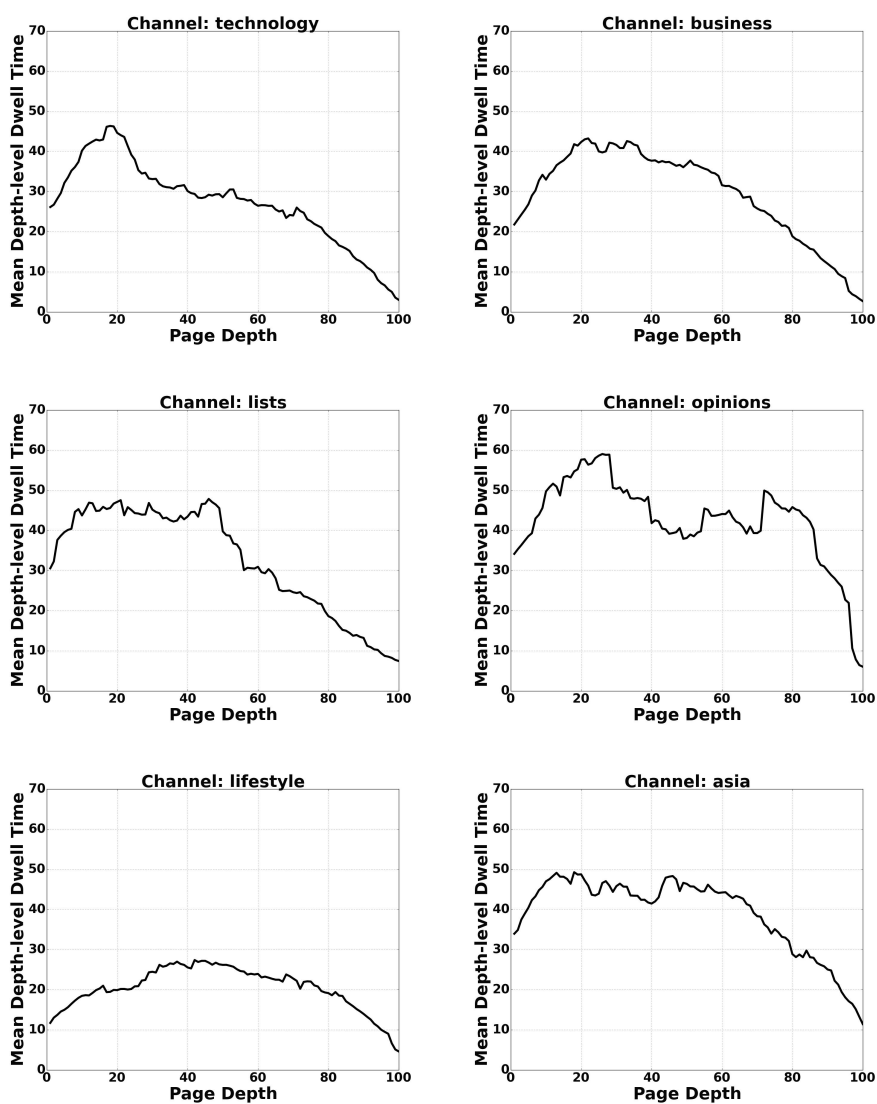 Channel: technology
Mean Depth-level Dwell Time
70
60
50
40
30
20
10
0
0 20 40 60 80 100
Page Depth
Channel: business
Mean Depth-level Dwell Time
70
60
50
40
30
20
10
0
0 20 40 60 80 100
Page Depth
Channel: lists
Mean Depth-level Dwell Time
70
60
50
40
30
20
10
0
0 20 40 60 80 100
Page Depth
Channel: opinions
Mean Depth-level Dwell Time
70
60
50
40
30
20
10
0
0 20 40 60 80 100
Page Depth
Channel: lifestyle
Mean Depth-level Dwell Time
70
60
50
40
30
20
10
0
0 20 40 60 80 100
Page Depth
Channel: asia
Mean Depth-level Dwell Time
70
60
50
40
30
20
10
0
0 20 40 60 80 100
Page Depth